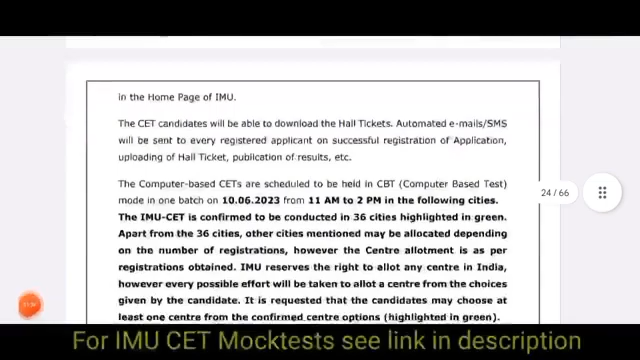 in the Home Page of IMU.
The CET candidates will be able to download the Hall Tickets. Automated e-mails/SMS
will be sent to every registered applicant on successful registration of Application,
uploading of Hall Ticket, publication of results, etc.
The Computer-based CETs are scheduled to be held in CBT (Computer Based Test)
mode in one batch on 10.06.2023 from 11 AM to 2 PM in the following cities.
The IMU-CET is confirmed to be conducted in 36 cities highlighted in green.
Apart from the 36 cities, other cities mentioned may be allocated depending
on the number of registrations, however the Centre allotment is as per
registrations obtained. IMU reserves the right to allot any centre in India,
however every possible effort will be taken to allot a centre from the choices
given by the candidate. It is requested that the candidates may choose at
least one centre from the confirmed centre options (highlighted in green).
24 / 66
For IMU CET Mocktests see link in description